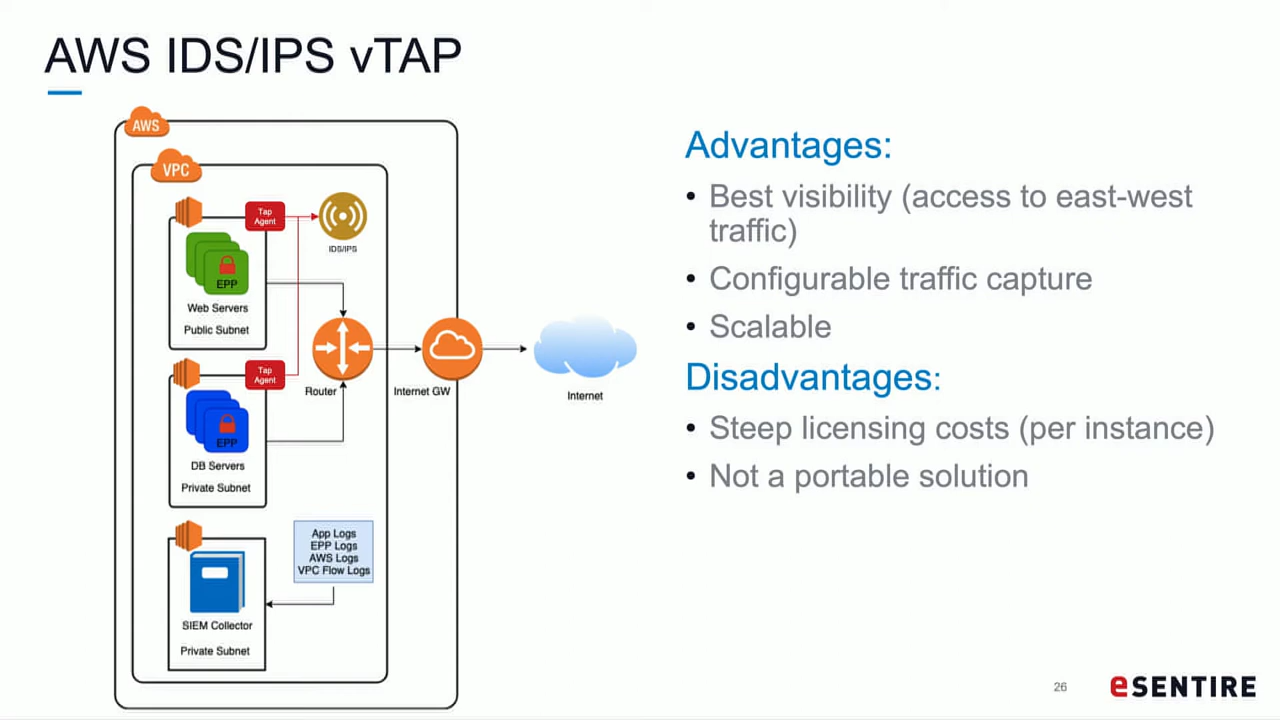 AWS IDS/IPS vTAP
AWS
VPC
Tap
Agent
IDS/IPS
EPP
Web Servers
Public Subnet
Tap
Agent
EPP
DB Servers
Private Subnet
Router
Internet GW
Internet
App Logs
EPP Logs
AWS Logs
VPC Flow Logs
SIEM Collector
Private Subnet
Advantages:
• Best visibility (access to east-west
traffic)
• Configurable traffic capture
• Scalable
Disadvantages:
• Steep licensing costs (per instance)
• Not a portable solution
26
eSENTIRE